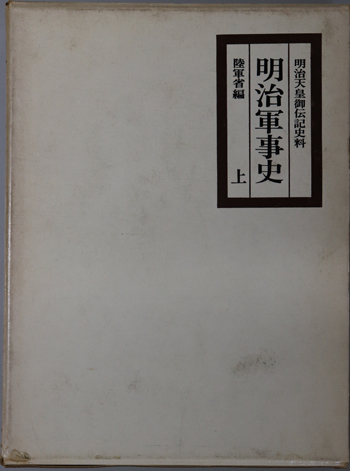 明治天皇御伝記史料
明治軍事史 上
陸軍省編